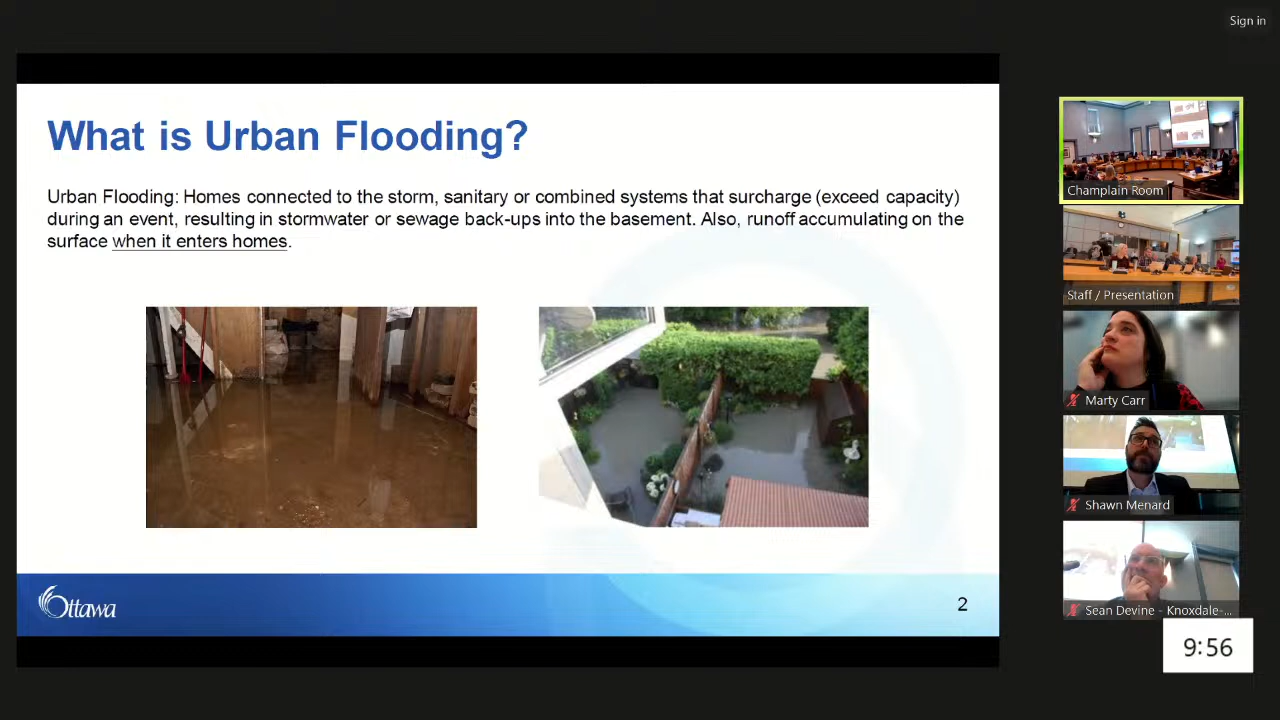 Sign in
What is Urban Flooding?
Urban Flooding: Homes connected to the storm, sanitary or combined systems that surcharge (exceed capacity)
during an event, resulting in stormwater or sewage back-ups into the basement. Also, runoff accumulating on the
surface when it enters homes.
Ottawa
2
Champlain Room
Staff / Presentation
Marty Carr
Shawn Menard
Sean Devine - Knoxdale-...
9:56